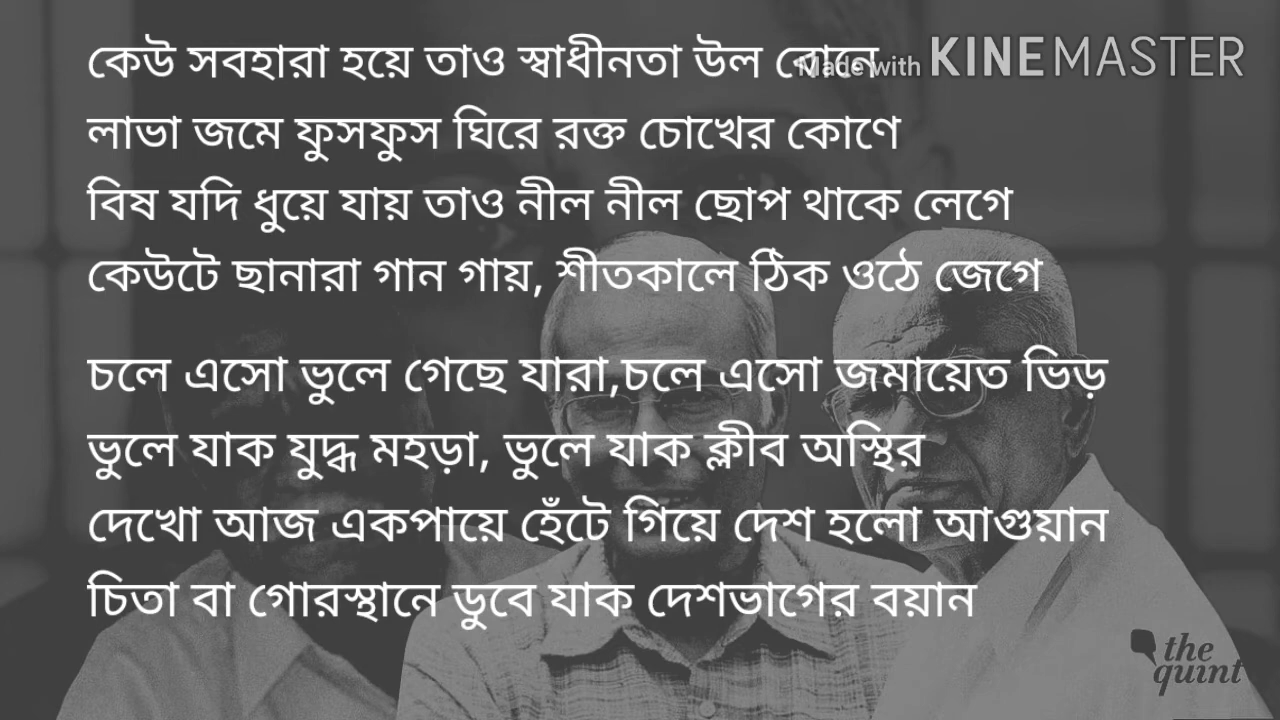 কেউ সবহারা হয়ে তাও স্বাধীনতা উল বোনে
Made with KINEMASTER
লাভা জমে ফুসফুস ঘিরে রক্ত চোখের কোণে
বিষ যদি ধুয়ে যায় তাও নীল নীল ছোপ থাকে লেগে
কেউটে ছানারা গান গায়, শীতকালে ঠিক ওঠে জেগে
চলে এসো ভুলে গেছে যারা,চলে এসো জমায়েত ভিড়
ভুলে যাক যুদ্ধ মহড়া, ভুলে যাক ক্লীব অস্থির
দেখো আজ একপায়ে হেঁটে গিয়ে দেশ হলো আগুয়ান
চিতা বা গোরস্থানে ডুবে যাক দেশভাগের বয়ান
the
quint